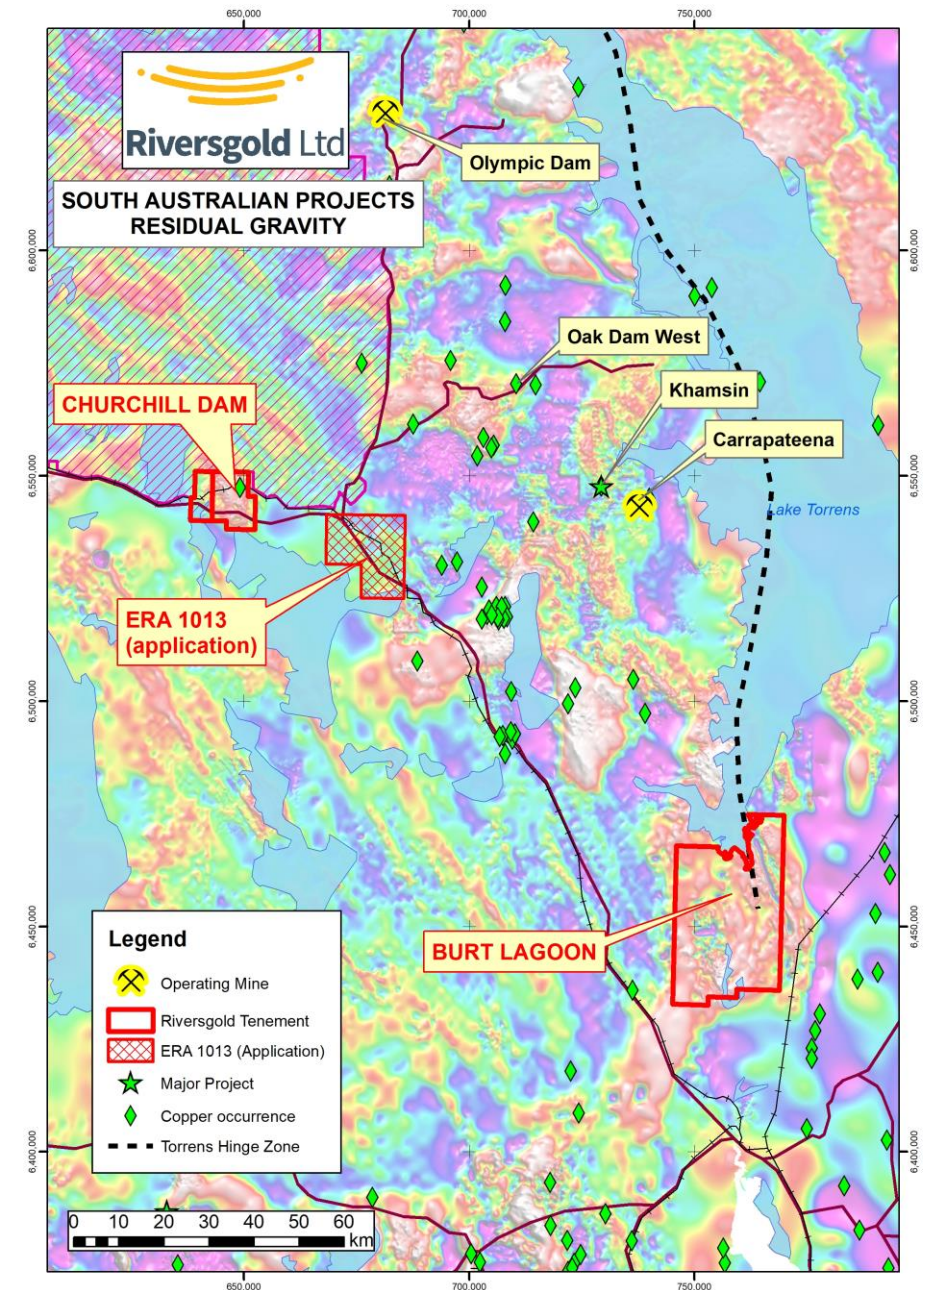 650,000
700,000
750,000
Riversgold Ltd
SOUTH AUSTRALIAN PROJECTS
RESIDUAL GRAVITY
Olympic Dam
6,600,000
6,600,000
Oak Dam West
Khamsin
CHURCHILL DAM
Carrapateena
6,550,000
6,550,000
Lake Torrens
ERA 1013
(application)
6,500,000
6,500,000
BURT LAGOON
6,450,000
6,450,000
Legend
Operating Mine
Riversgold Tenement
ERA 1013 (Application)
Major Project
Copper occurrence
Torrens Hinge Zone
6,400,000
6,400,000
0 10 20 30 40 50 60
km
650,000
700,000
750,000